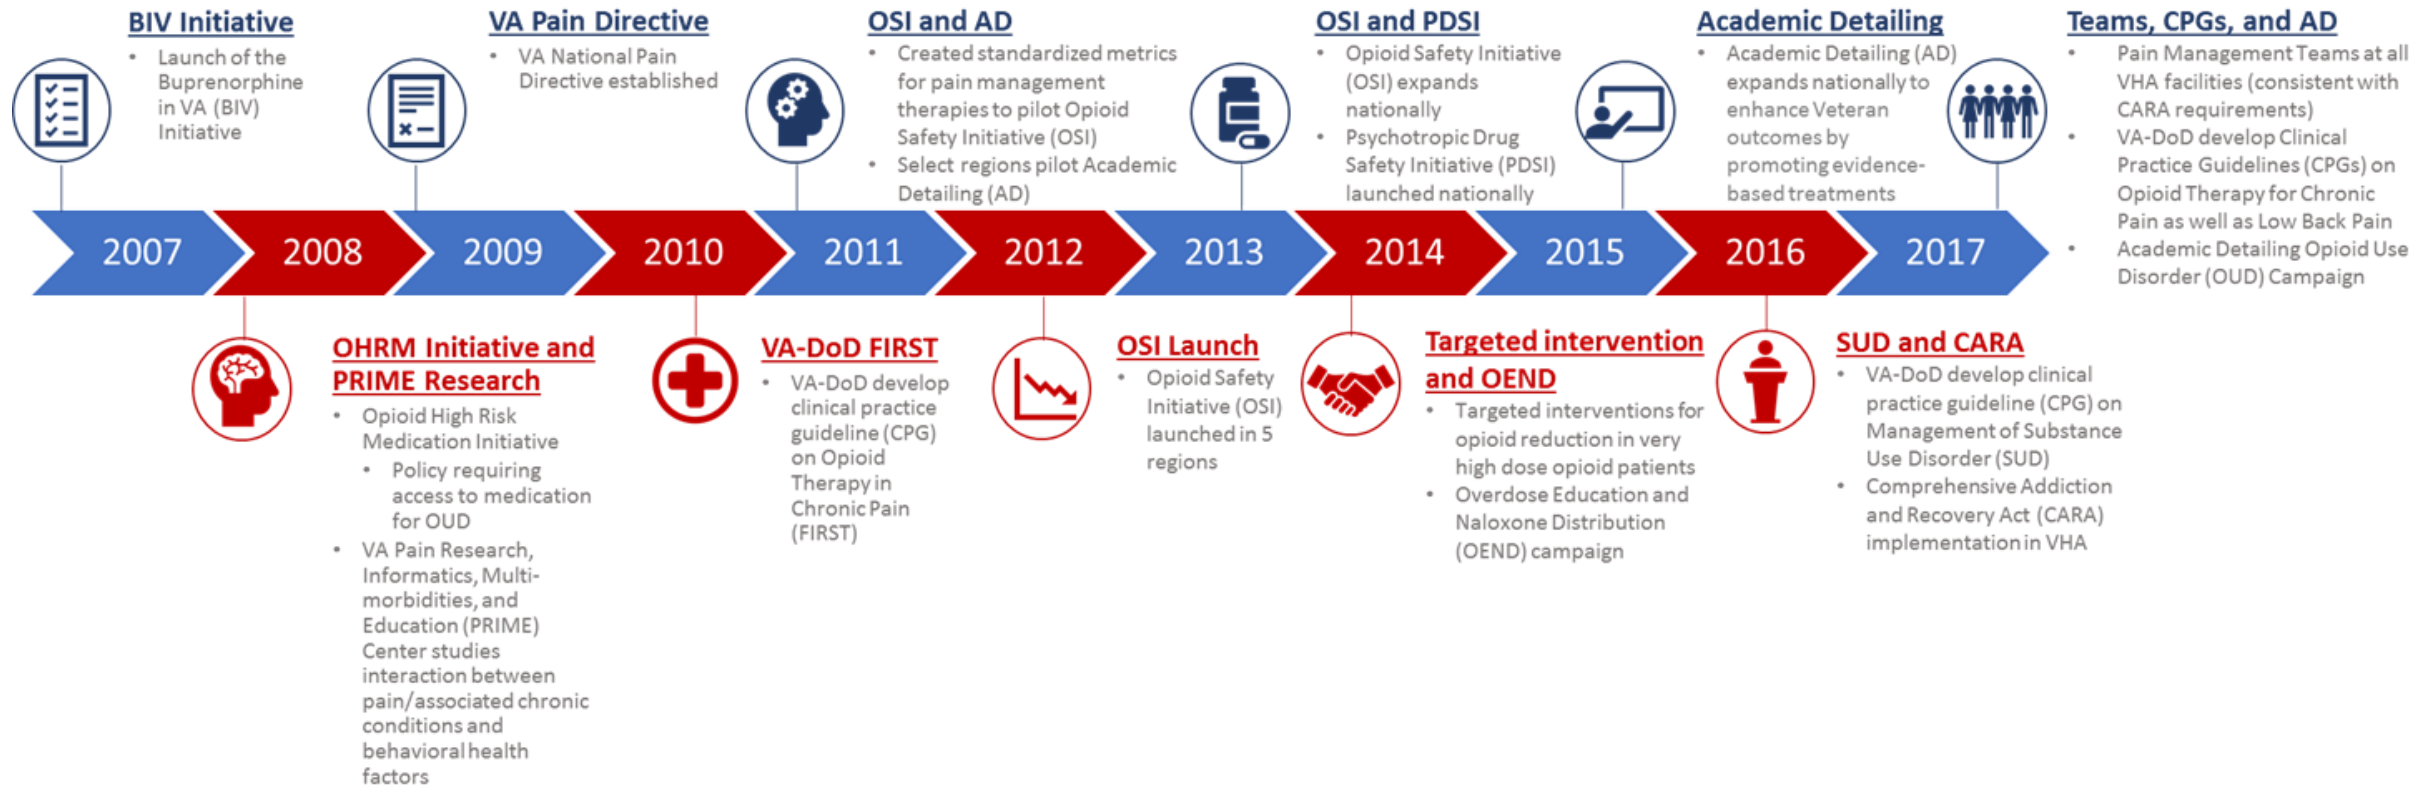 BIV Initiative
• Launch of the
Buprenorphine
in VA (BIV)
Initiative
VA Pain Directive
• VA National Pain
Directive established
OSI and AD
• Created standardized metrics
for pain management
therapies to pilot Opioid
Safety Initiative (OSI)
• Select regions pilot Academic
Detailing (AD)
OSI and PDSI
• Opioid Safety Initiative
(OSI) expands
nationally
• Psychotropic Drug
Safety Initiative (PDSI)
launched nationally
Academic Detailing
• Academic Detailing (AD)
expands nationally to
enhance Veteran
outcomes by
promoting evidence-
based treatments
Teams, CPGs, and AD
• Pain Management Teams at all
VHA facilities (consistent with
CARA requirements)
• VA-DoD develop Clinical
Practice Guidelines (CPGs) on
Opioid Therapy for Chronic
Pain as well as Low Back Pain
• Academic Detailing Opioid Use
Disorder (OUD) Campaign
2007
2008
2009
2010
2011
2012
2013
2014
2015
2016
2017
OHRM Initiative and
PRIME Research
• Opioid High Risk
Medication Initiative
• Policy requiring
access to medication
for OUD
• VA Pain Research,
Informatics, Multi-
morbidities, and
Education (PRIME)
Center studies
interaction between
pain/associated chronic
conditions and
behavioral health
factors
VA-DoD FIRST
• VA-DoD develop
clinical practice
guideline (CPG)
on Opioid
Therapy in
Chronic Pain
(FIRST)
OSI Launch
• Opioid Safety
Initiative (OSI)
launched in 5
regions
Targeted intervention
and OEND
• Targeted interventions for
opioid reduction in very
high dose opioid patients
• Overdose Education and
Naloxone Distribution
(OEND) campaign
SUD and CARA
• VA-DoD develop clinical
practice guideline (CPG) on
Management of Substance
Use Disorder (SUD)
• Comprehensive Addiction
and Recovery Act (CARA)
implementation in VHA